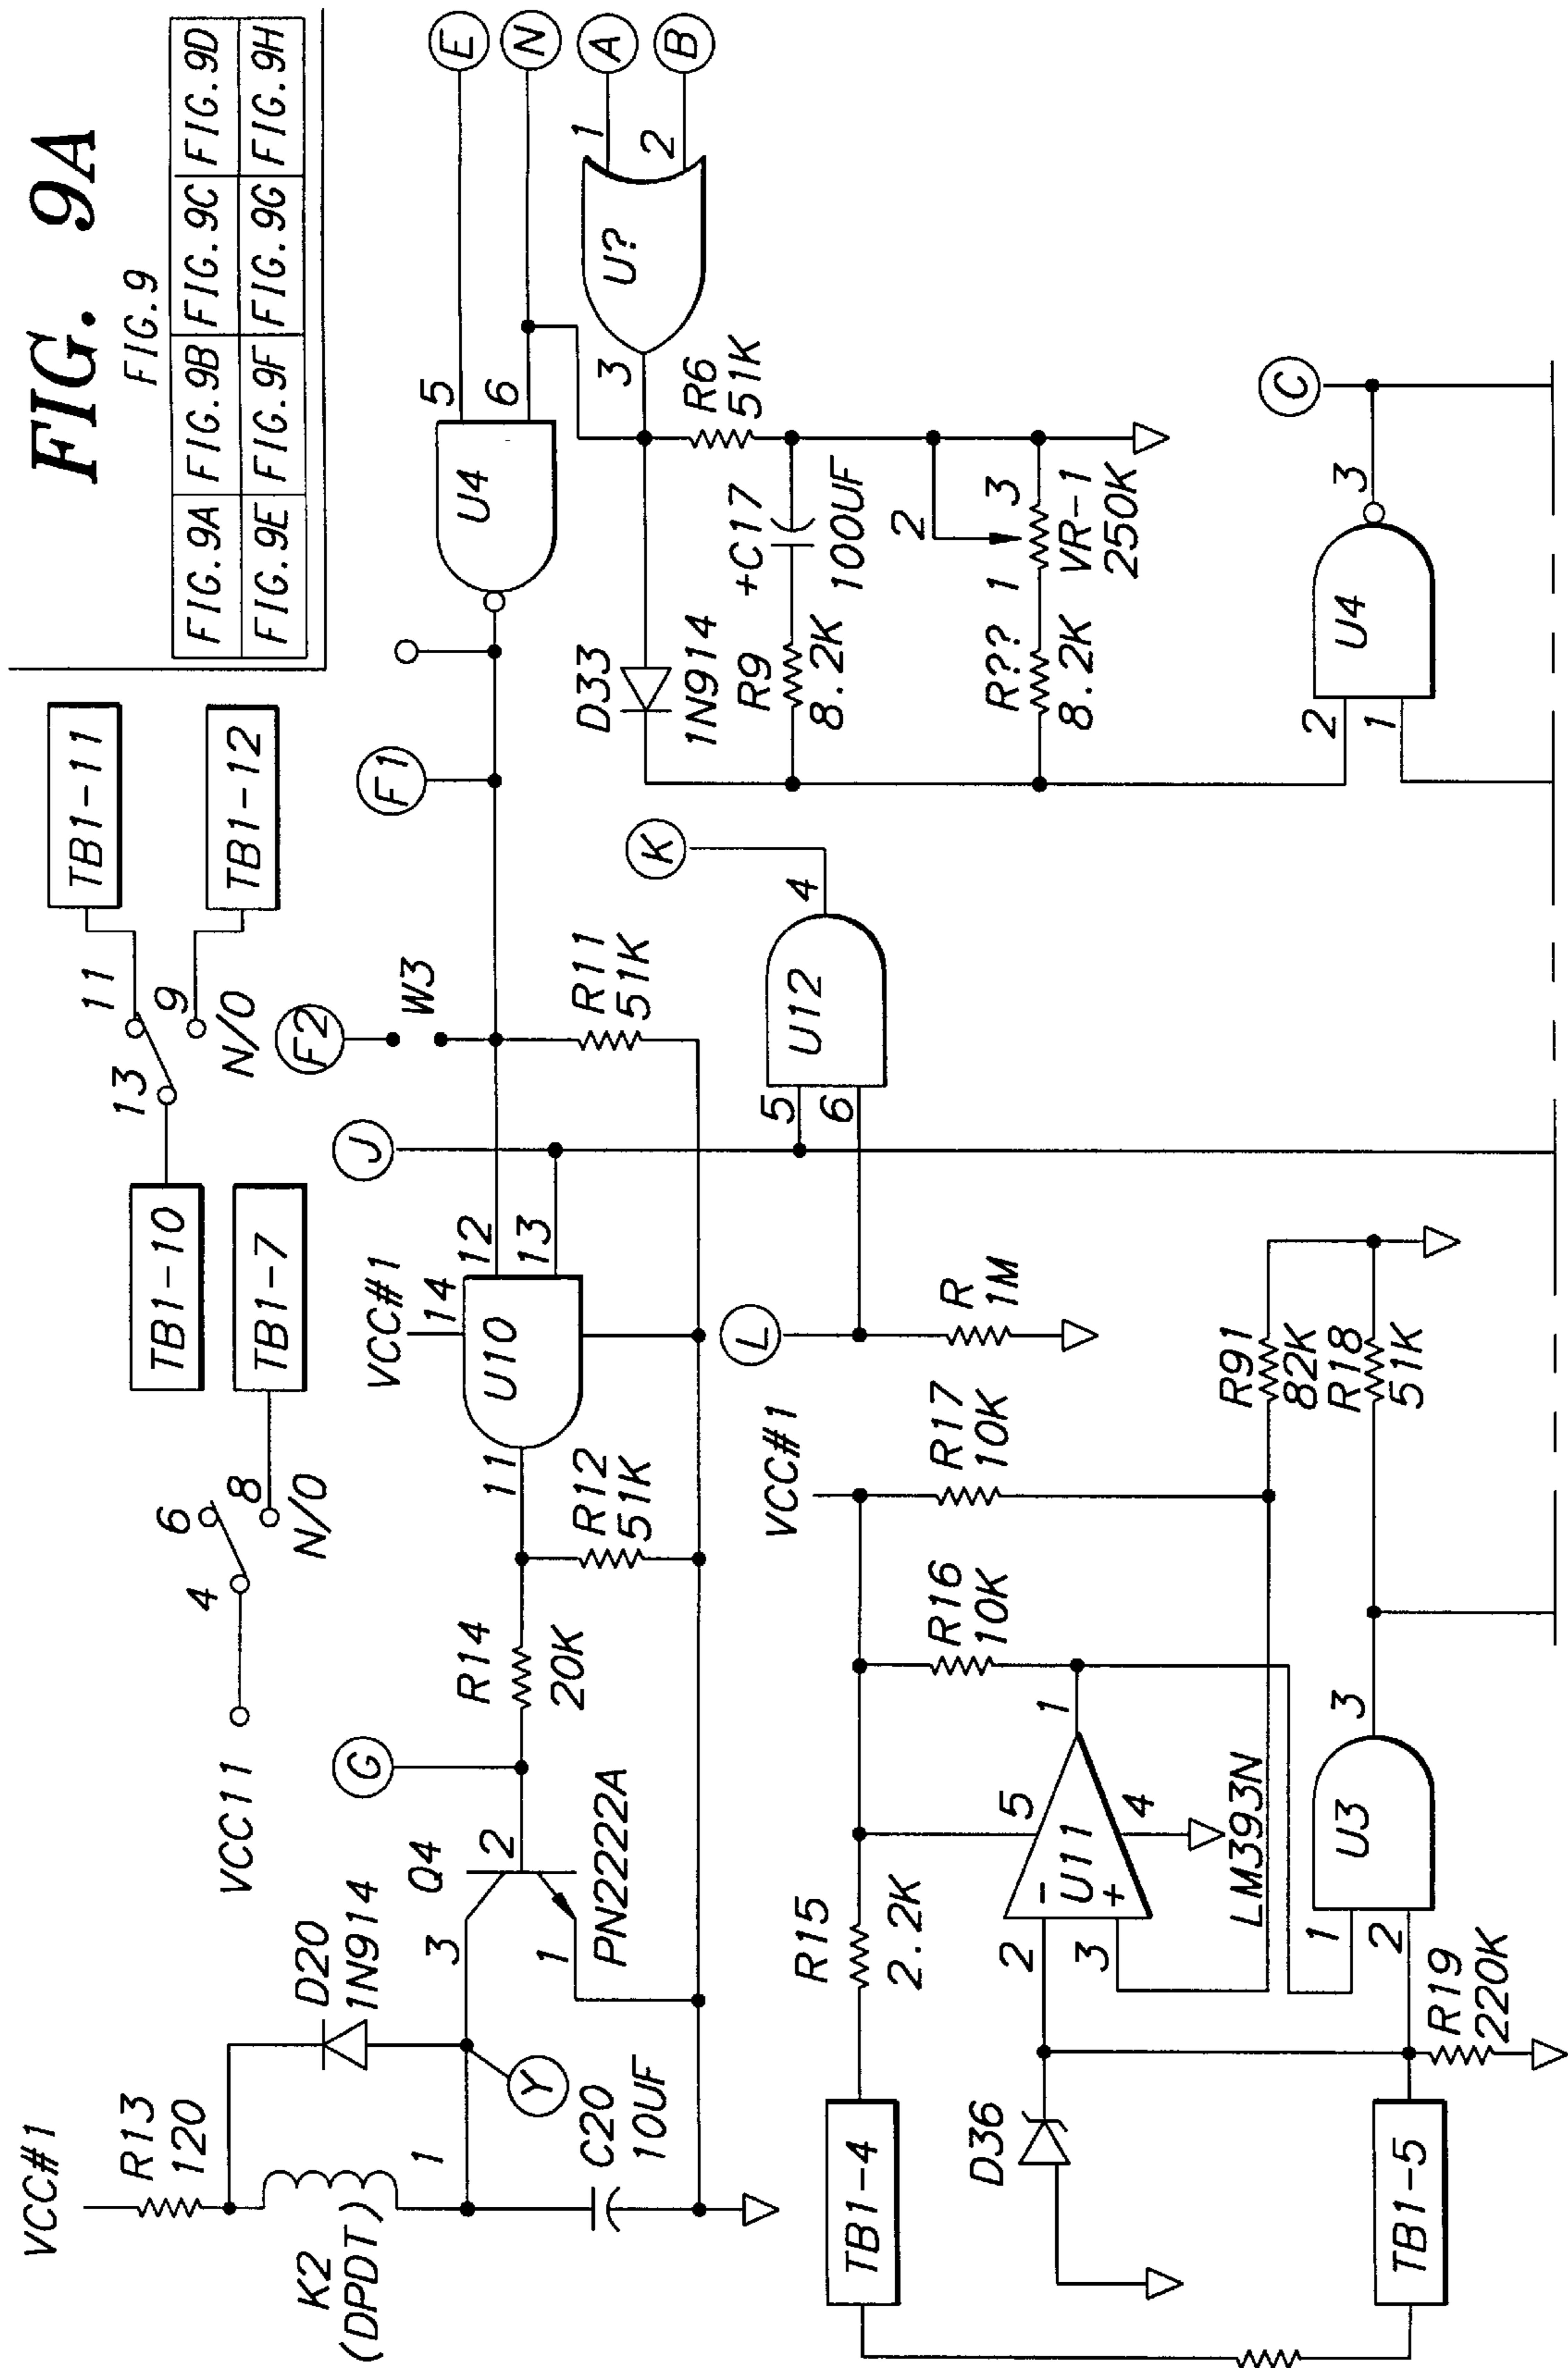 FIG. 9A
FIG.9
FIG.9A FIG.9B FIG.9C FIG.9D
FIG.9E FIG.9F FIG.9G FIG.9H
VCC#1
R13
120
K2
(DPDT)
1
D20
1N914
Y
C20
10UF
VCC11
4
6
8
N/O
TB1-7
TB1-10
13
11
9
N/O
TB1-11
TB1-12
Q4
3
2
1
PN2222A
G
R14
20K
R12
51K
11
U10
VCC#1
14
12
13
J
F2
W3
R11
51K
F1
U4
5
6
E
N
A
B
U?
1
2
3
R6
51K
D33
1N914
R9
8.2K
+C17
100UF
2
R??
8.2K
1
3
VR-1
250K
K
4
U12
5
6
L
R
1M
U4
2
1
3
C
TB1-4
R15
2.2K
VCC#1
R16
10K
R17
10K
R91
82K
R18
51K
D36
2
3
-
+
U11
5
4
1
LM393N
U3
1
2
3
TB1-5
R19
220K